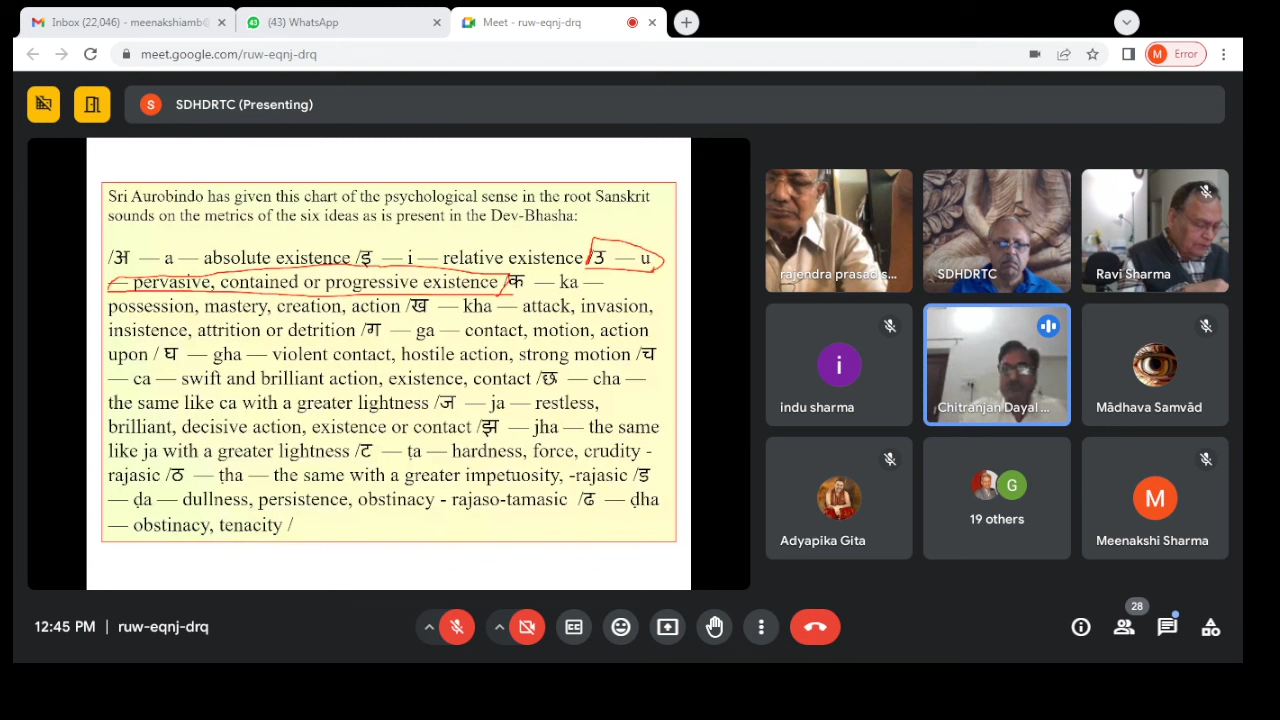 Inbox (22,046) - meenakshiamb@
(43) WhatsApp
Meet - ruw-eqnj-drq
meet.google.com/ruw-eqnj-drq
M Error
S SDHDRTC (Presenting)
Sri Aurobindo has given this chart of the psychological sense in the root Sanskrit
sounds on the metrics of the six ideas as is present in the Dev-Bhasha:
/अ — a — absolute existence /इ — i — relative existence /उ — u
— pervasive, contained or progressive existence /क — ka —
possession, mastery, creation, action /ख — kha — attack, invasion,
insistence, attrition or detrition /ग — ga — contact, motion, action
upon / घ — gha — violent contact, hostile action, strong motion /च
— ca — swift and brilliant action, existence, contact /छ — cha —
the same like ca with a greater lightness /ज — ja — restless,
brilliant, decisive action, existence or contact /झ — jha — the same
like ja with a greater lightness /ट — ṭa — hardness, force, crudity -
rajasic /ठ — ṭha — the same with a greater impetuosity, -rajasic /ड
— ḍa — dullness, persistence, obstinacy - rajaso-tamasic /ढ — ḍha
— obstinacy, tenacity /
rajendra prasad s...
SDHDRTC
Ravi Sharma
i
indu sharma
Chitranjan Dayal ...
Mādhava Samvād
Adyapika Gita
G
19 others
M
Meenakshi Sharma
12:45 PM | ruw-eqnj-drq
28